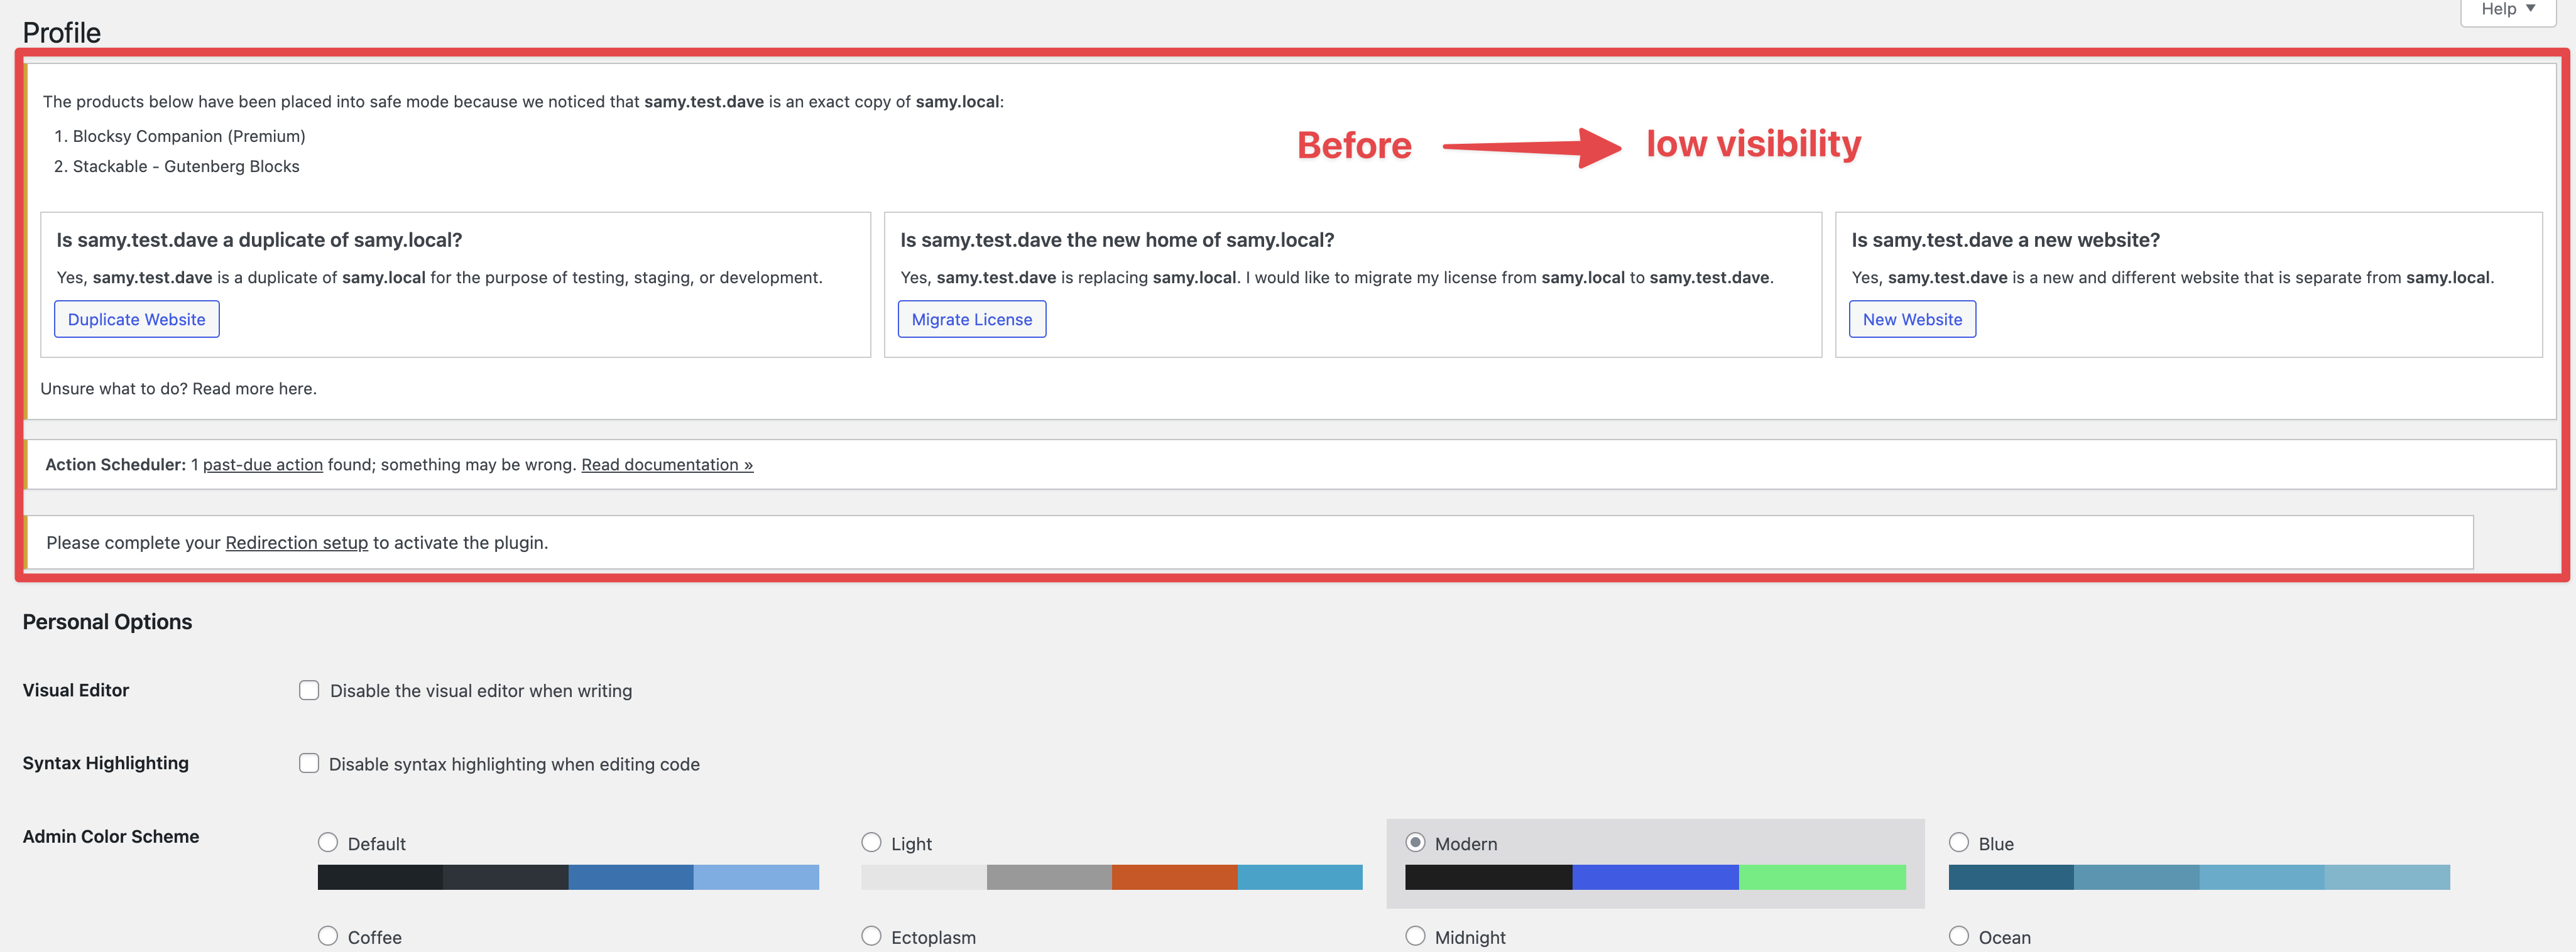 Help ▼
Profile
The products below have been placed into safe mode because we noticed that samy.test.dave is an exact copy of samy.local:
1. Blocksy Companion (Premium)
2. Stackable - Gutenberg Blocks
Before
low visibility
Is samy.test.dave a duplicate of samy.local?
Yes, samy.test.dave is a duplicate of samy.local for the purpose of testing, staging, or development.
Duplicate Website
Is samy.test.dave the new home of samy.local?
Yes, samy.test.dave is replacing samy.local. I would like to migrate my license from samy.local to samy.test.dave.
Migrate License
Is samy.test.dave a new website?
Yes, samy.test.dave is a new and different website that is separate from samy.local.
New Website
Unsure what to do? Read more here.
Action Scheduler: 1 past-due action found; something may be wrong. Read documentation »
Please complete your Redirection setup to activate the plugin.
Personal Options
Visual Editor
Disable the visual editor when writing
Syntax Highlighting
Disable syntax highlighting when editing code
Admin Color Scheme
Default
Light
Modern
Blue
Coffee
Ectoplasm
Midnight
Ocean